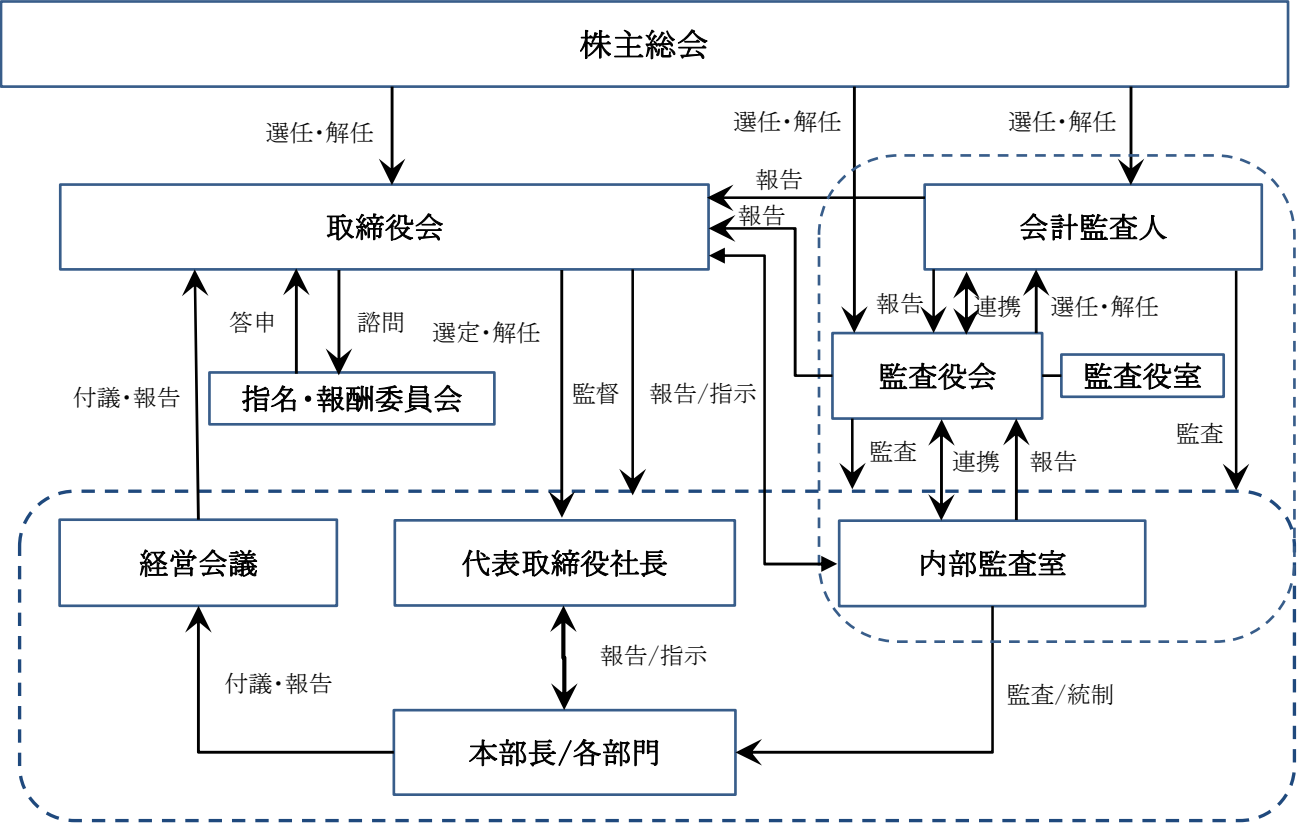 株主総会
選任・解任
選任・解任
選任・解任
報告
取締役会
報告
会計監査人
答申
諮問
選定・解任
報告
連携
選任・解任
付議・報告
指名・報酬委員会
監督
報告/指示
監査役会
監査役室
監査
連携
報告
監査
経営会議
代表取締役社長
内部監査室
付議・報告
報告/指示
監査/統制
本部長/各部門